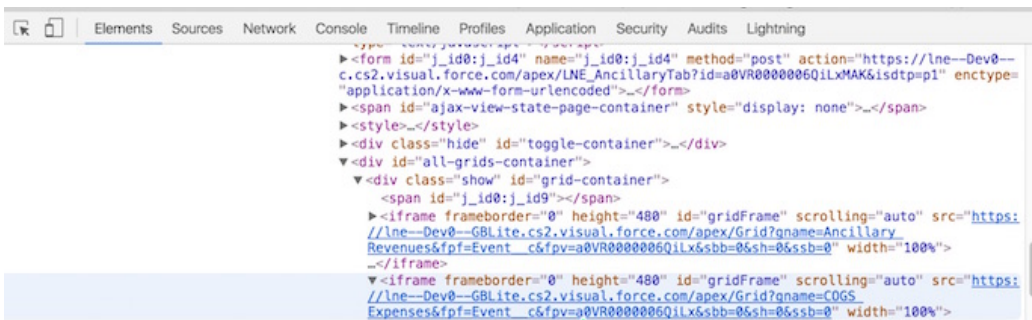 Elements Sources Network Console Timeline Profiles Application Security Audits Lightning
type="text/javascript"></script>
▶<form id="j_id0:j_id4" name="j_id0:j_id4" method="post" action="https://lne--Dev0--
c.cs2.visual.force.com/apex/LNE_AncillaryTab?id=a0VR0000006QiLxMAK&isdtp=p1" enctype=
"application/x-www-form-urlencoded">…</form>
▶<span id="ajax-view-state-page-container" style="display: none">…</span>
▶<style>…</style>
▶<div class="hide" id="toggle-container">…</div>
▼<div id="all-grids-container">
▼<div class="show" id="grid-container">
<span id="j_id0:j_id9"></span>
▶<iframe frameborder="0" height="480" id="gridFrame" scrolling="auto" src="https:
//lne--Dev0--GBLite.cs2.visual.force.com/apex/Grid?gname=Ancillary
Revenues&fpf=Event__c&fpv=a0VR0000006QiLx&sbb=0&sh=0&ssb=0" width="100%">
…</iframe>
▼<iframe frameborder="0" height="480" id="gridFrame" scrolling="auto" src="https:
//lne--Dev0--GBLite.cs2.visual.force.com/apex/Grid?gname=COGS
Expenses&fpf=Event__c&fpv=a0VR0000006QiLx&sbb=0&sh=0&ssb=0" width="100%">